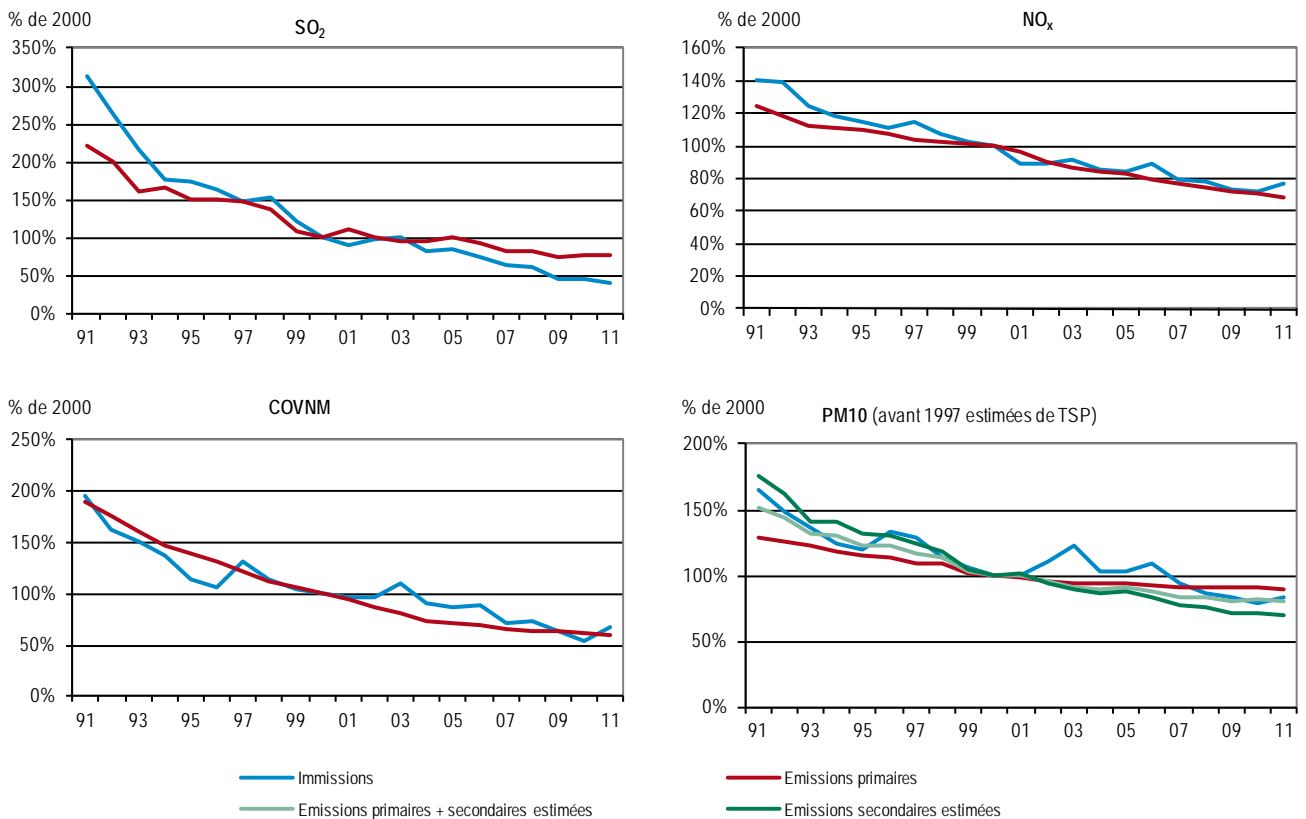 % de 2000
SO2
350%
300%
250%
200%
150%
100%
50%
0%
91 93 95 97 99 01 03 05 07 09 11
% de 2000
NOx
160%
140%
120%
100%
80%
60%
40%
20%
0%
91 93 95 97 99 01 03 05 07 09 11
% de 2000
COVNM
250%
200%
150%
100%
50%
0%
91 93 95 97 99 01 03 05 07 09 11
% de 2000
PM10 (avant 1997 estimées de TSP)
200%
150%
100%
50%
0%
91 93 95 97 99 01 03 05 07 09 11
Immissions
Emissions primaires
Emissions primaires + secondaires estimées
Emissions secondaires estimées